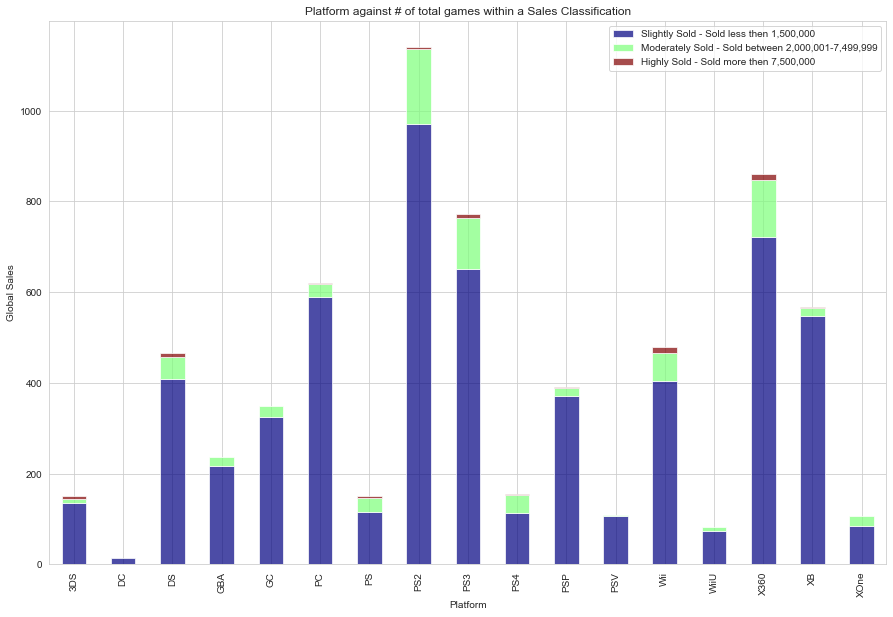 Platform against # of total games within a Sales Classification
Slightly Sold - Sold less then 1,500,000
Moderately Sold - Sold between 2,000,001-7,499,999
Highly Sold - Sold more then 7,500,000
1000
800
600
400
200
0
Global Sales
3DS
DC
DS
GBA
GC
PC
PS
PS2
PS3
PS4
PSP
PSV
Wii
WiiU
X360
XB
XOne
Platform